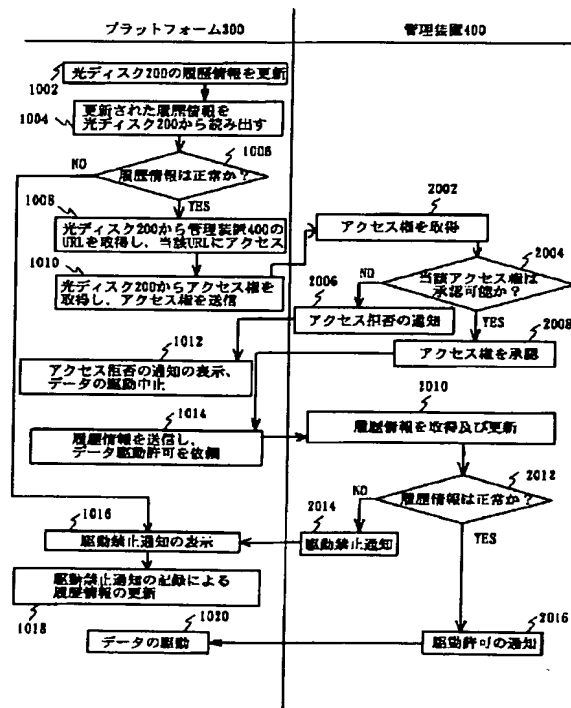 プラットフォーム300
管理装置400
光ディスク200の履歴情報を更新
1002
更新された履歴情報を
光ディスク200から読み出す
1004
1006
NO
履歴情報は正常か?
1008
YES
光ディスク200から管理装置400の
URLを取得し、当該URLにアクセス
1010
光ディスク200からアクセス権を
取得し、アクセス権を送信
2002
アクセス権を取得
2004
当該アクセス権は
承認可能か?
NO
2006
アクセス拒否の通知
YES
2008
アクセス権を承認
1012
アクセス拒否の通知の表示、
データの駆動中止
1014
履歴情報を送信し、
データ駆動許可を依頼
2010
履歴情報を取得及び更新
2012
履歴情報は正常か?
NO
2014
駆動禁止通知
YES
1016
駆動禁止通知の表示
駆動禁止通知の記録による
履歴情報の更新
1018
1020
データの駆動
2016
駆動許可の通知